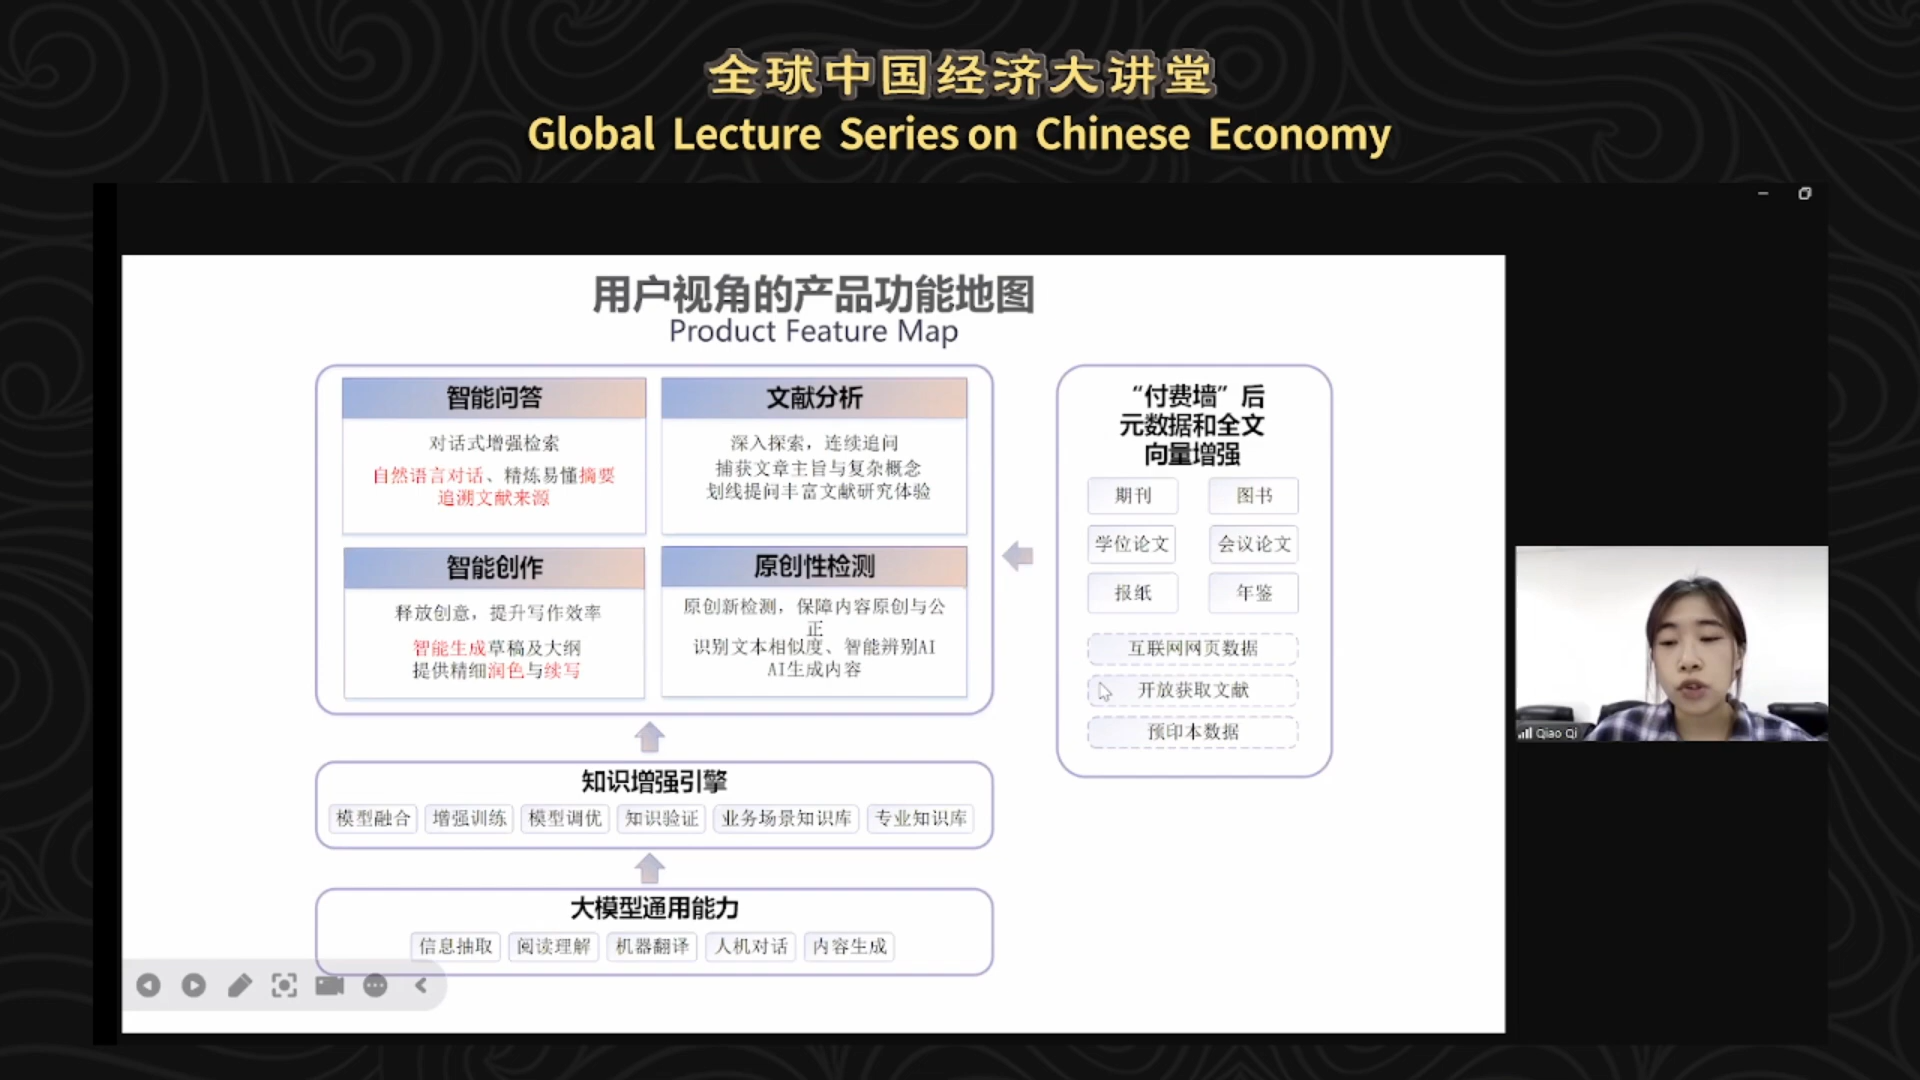 全球中国经济大讲堂
Global Lecture Series on Chinese Economy
用户视角的产品功能地图
Product Feature Map
智能问答
对话式增强检索
自然语言对话、精炼易懂摘要
追溯文献来源
文献分析
深入探索，连续追问
捕获文章主旨与复杂概念
划线提问丰富文献研究体验
智能创作
释放创意，提升写作效率
智能生成草稿及大纲
提供精细润色与续写
原创性检测
原创新检测，保障内容原创与公
正
识别文本相似度、智能辨别AI
AI生成内容
“付费墙”后
元数据和全文
向量增强
期刊 图书
学位论文 会议论文
报纸 年鉴
互联网网页数据
开放获取文献
预印本数据
知识增强引擎
模型融合 增强训练 模型调优 知识验证 业务场景知识库 专业知识库
大模型通用能力
信息抽取 阅读理解 机器翻译 人机对话 内容生成
Qiao Qi